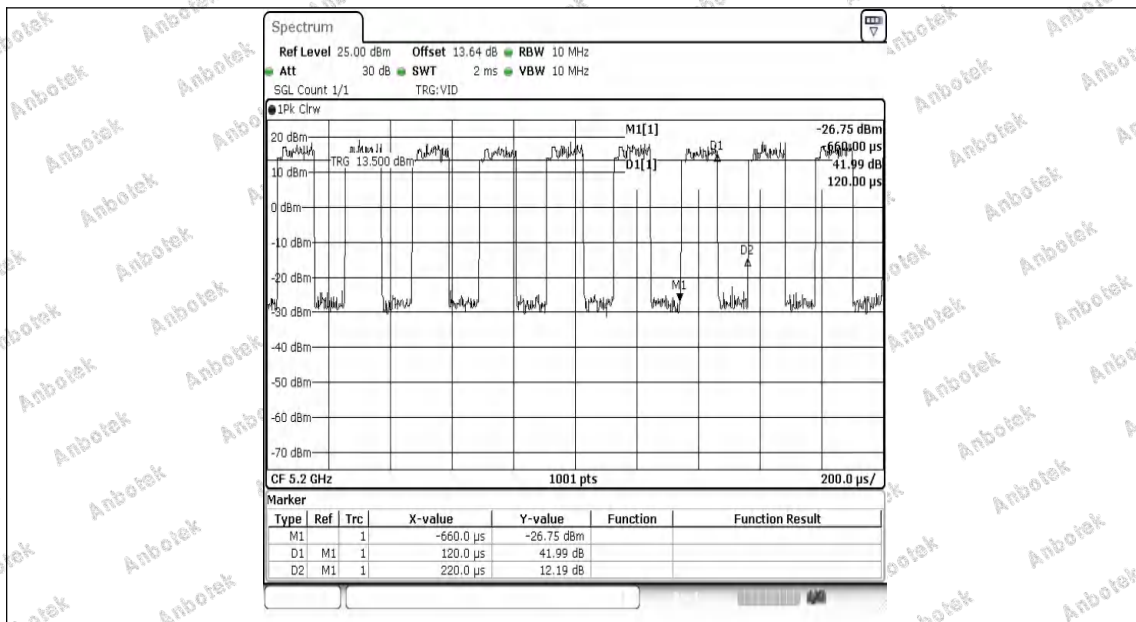 Spectrum
Ref Level 25.00 dBm Offset 13.64 dB RBW 10 MHz
Att 30 dB SWT 2 ms VBW 10 MHz
SGL Count 1/1 TRG:VID
1Pk Clrw
M1[1] -26.75 dBm
-660.00 µs
D1[1] 41.99 dB
120.00 µs
20 dBm
TRG 13.500 dBm
10 dBm
0 dBm
-10 dBm
-20 dBm
-30 dBm
-40 dBm
-50 dBm
-60 dBm
-70 dBm
D1
D2
M1
CF 5.2 GHz 1001 pts 200.0 µs/
Marker
Type Ref Trc X-value Y-value Function Function Result
M1 1 -660.0 µs -26.75 dBm
D1 M1 1 120.0 µs 41.99 dB
D2 M1 1 220.0 µs 12.19 dB
Anbotek